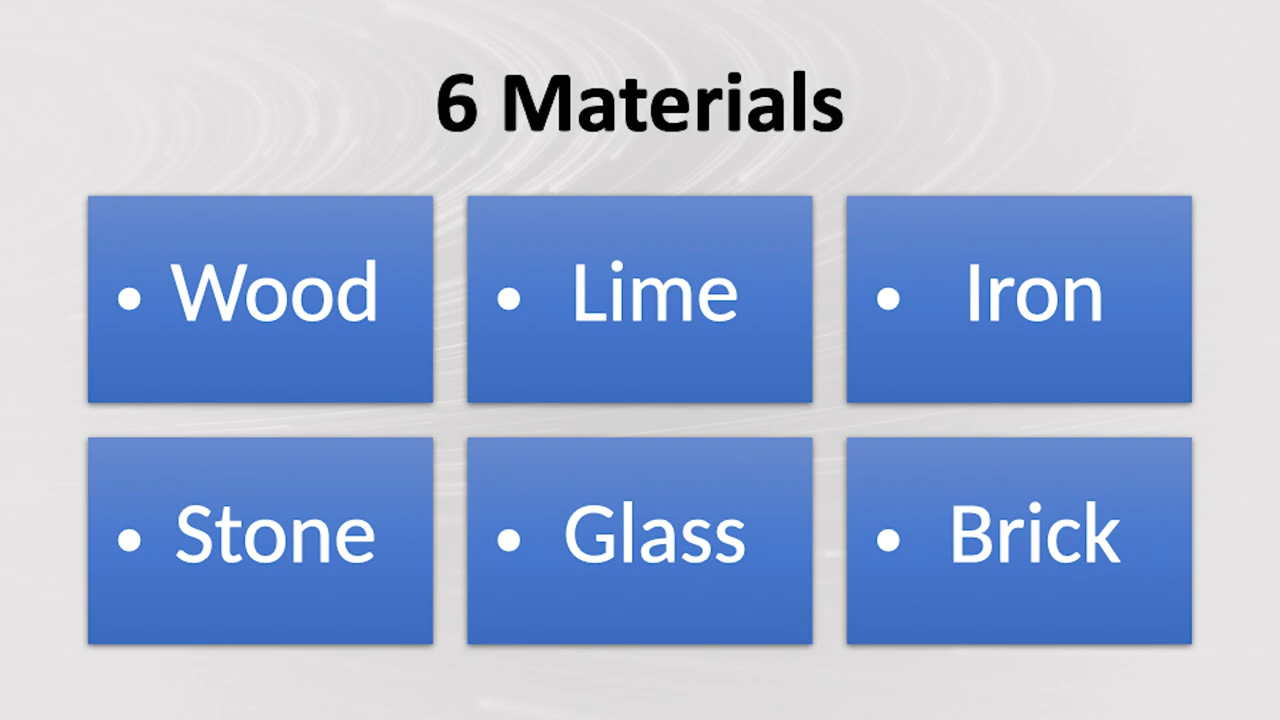 6 Materials
• Wood
• Lime
• Iron
• Stone
• Glass
• Brick